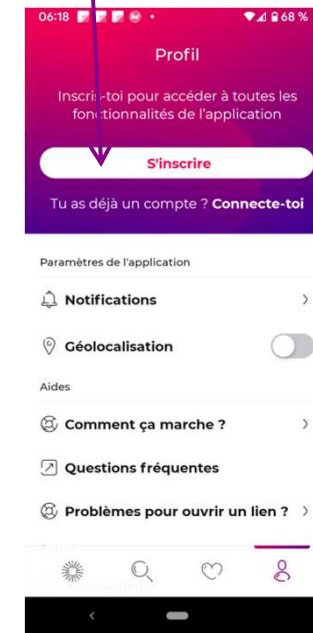 06:18 68 %
Profil
Inscris-toi pour accéder à toutes les
fonctionnalités de l'application
S'inscrire
Tu as déjà un compte ? Connecte-toi
Paramètres de l'application
Notifications
Géolocalisation
Aides
Comment ça marche ?
Questions fréquentes
Problèmes pour ouvrir un lien ?